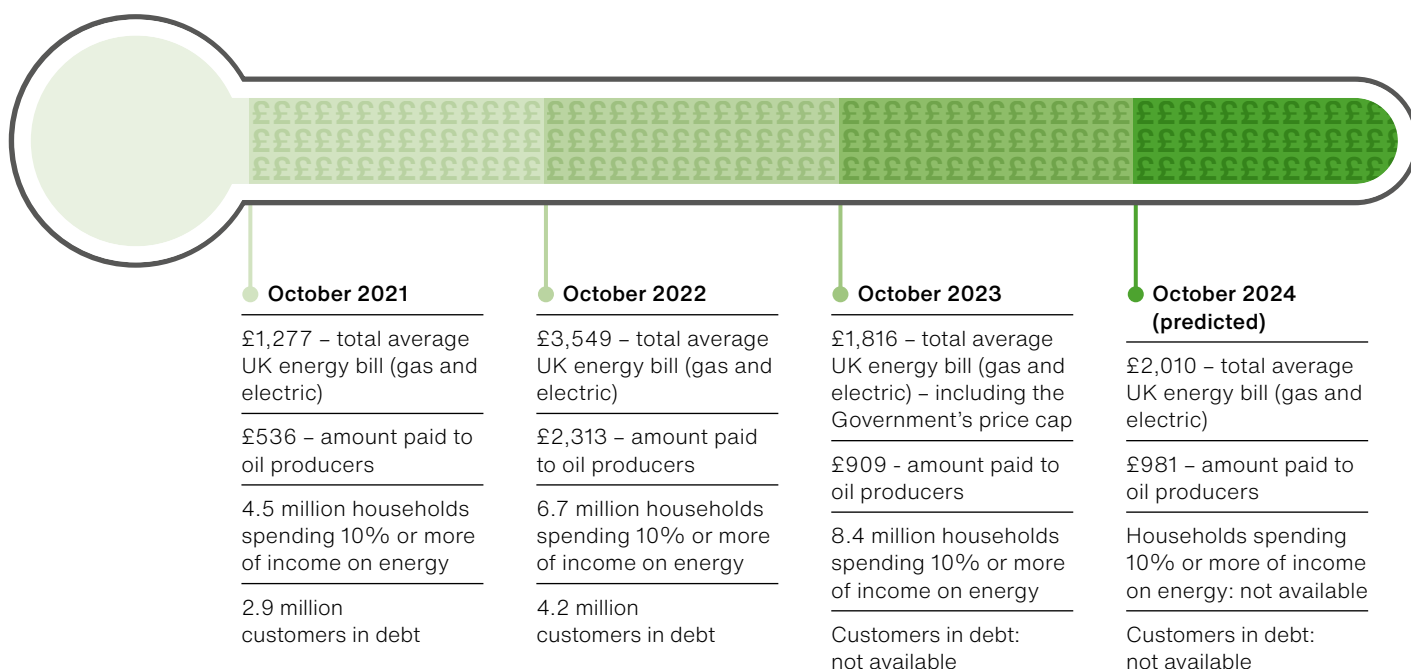 October 2021
£1,277 – total average
UK energy bill (gas and
electric)
£536 – amount paid to
oil producers
4.5 million households
spending 10% or more
of income on energy
2.9 million
customers in debt
October 2022
£3,549 – total average
UK energy bill (gas and
electric)
£2,313 – amount paid
to oil producers
6.7 million households
spending 10% or more
of income on energy
4.2 million
customers in debt
October 2023
£1,816 – total average
UK energy bill (gas and
electric) – including the
Government’s price cap
£909 - amount paid to
oil producers
8.4 million households
spending 10% or more
of income on energy
Customers in debt:
not available
October 2024
(predicted)
£2,010 – total average
UK energy bill (gas and
electric)
£981 – amount paid to
oil producers
Households spending
10% or more of income
on energy: not available
Customers in debt:
not available